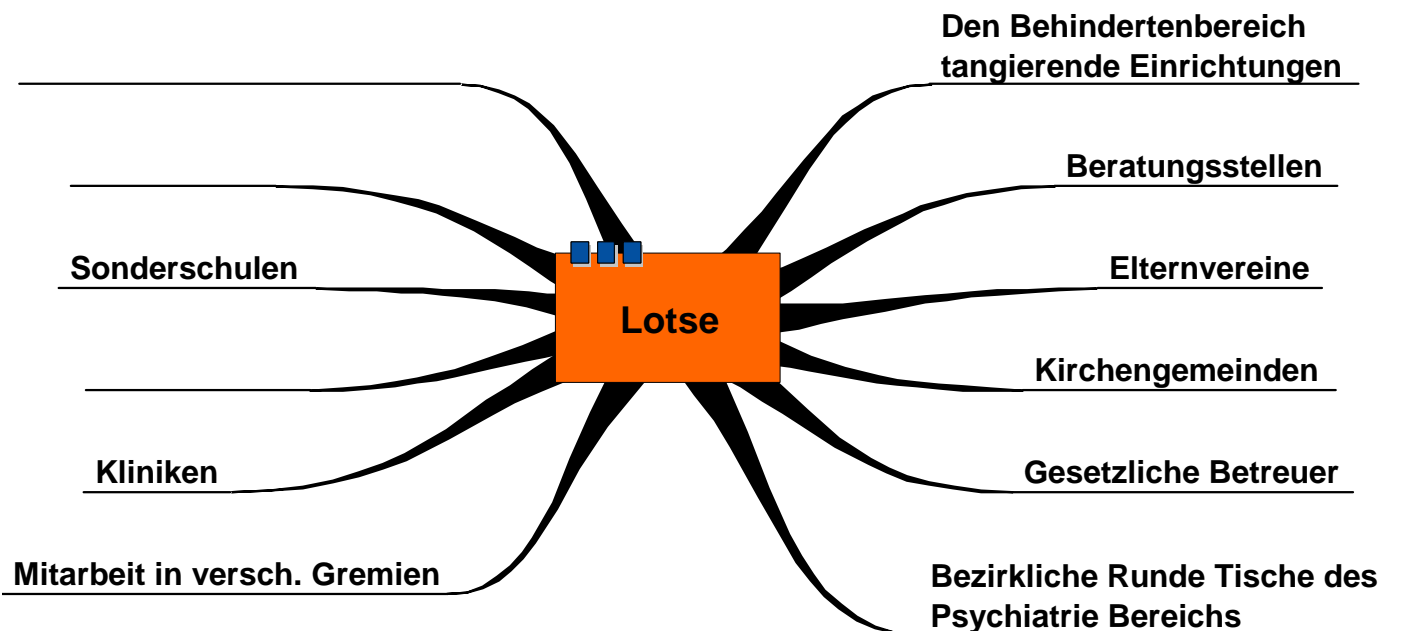 Den Behindertenbereich
tangierende Einrichtungen
Beratungsstellen
Sonderschulen
Elternvereine
Lotse
Kirchengemeinden
Kliniken
Gesetzliche Betreuer
Mitarbeit in versch. Gremien
Bezirkliche Runde Tische des
Psychiatrie Bereichs